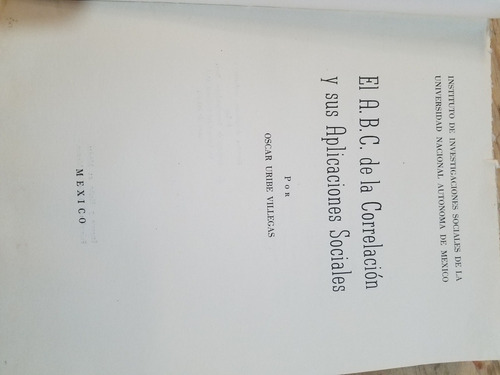 INSTITUTO DE INVESTIGACIONES SOCIALES DE LA
UNIVERSIDAD NACIONAL AUTONOMA DE MEXICO
El A. B. C. de la Correlación
y sus Aplicaciones Sociales
POR
OSCAR URIBE VILLEGAS
MEXICO